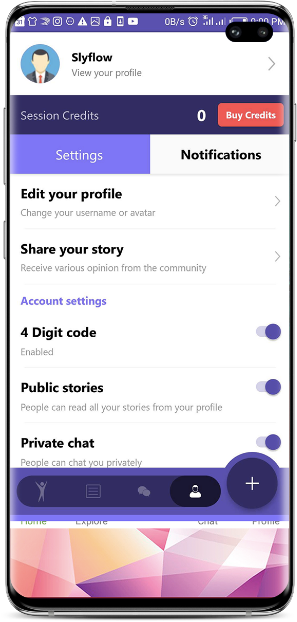 0B/s 9:09 PM
Slyflow
View your profile
Session Credits 0 Buy Credits
Settings Notifications
Edit your profile
Change your username or avatar
Share your story
Receive various opinion from the community
Account settings
4 Digit code
Enabled
Public stories
People can read all your stories from your profile
Private chat
People can chat you privately
Home Explore Chat Profile